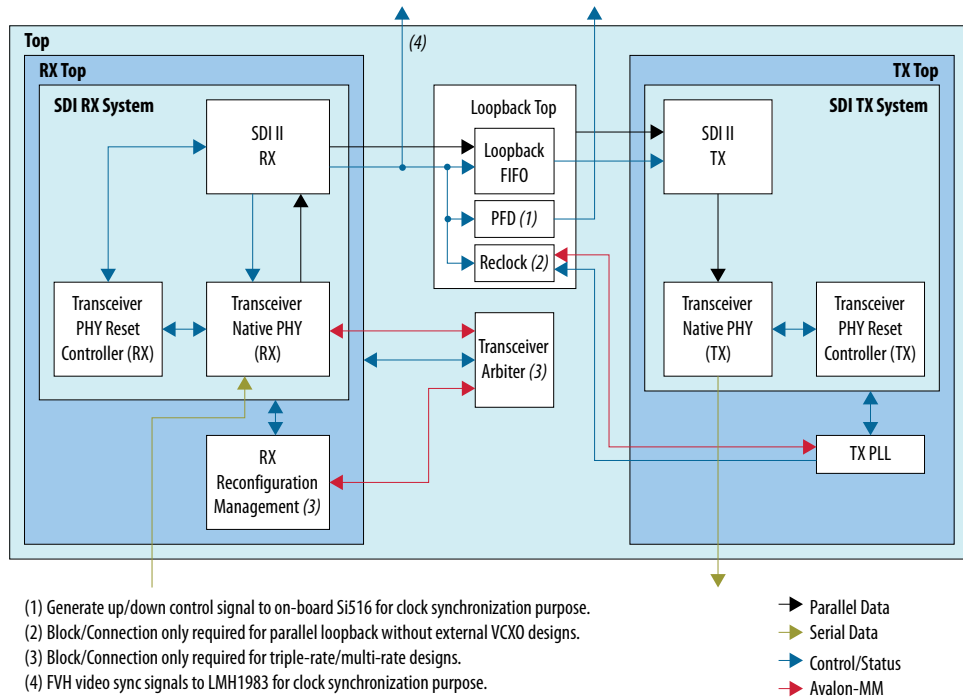 Top
(4)
RX Top
TX Top
SDI RX System
Loopback Top
SDI TX System
SDI II
RX
Loopback
FIFO
SDI II
TX
PFD (1)
Reclock (2)
Transceiver
PHY Reset
Controller (RX)
Transceiver
Native PHY
(RX)
Transceiver
Arbiter (3)
Transceiver
Native PHY
(TX)
Transceiver
PHY Reset
Controller (TX)
RX
Reconfiguration
Management (3)
TX PLL
(1) Generate up/down control signal to on-board Si516 for clock synchronization purpose.
(2) Block/Connection only required for parallel loopback without external VCXO designs.
(3) Block/Connection only required for triple-rate/multi-rate designs.
(4) FVH video sync signals to LMH1983 for clock synchronization purpose.
Parallel Data
Serial Data
Control/Status
Avalon-MM